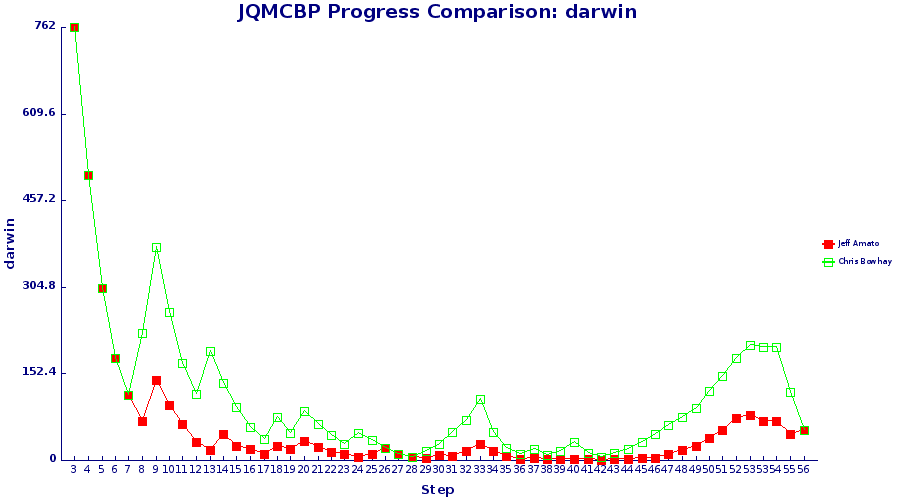 JQMCBP Progress Comparison: darwin
762
609.6
457.2
304.8
152.4
0
darwin
3 4 5 6 7 8 9 10 11 12 13 14 15 16 17 18 19 20 21 22 23 24 25 26 27 28 29 30 31 32 33 34 35 36 37 38 39 40 41 42 43 44 45 46 47 48 49 50 51 52 53 53 54 55 56
Step
Jeff Amato
Chris Bowhay